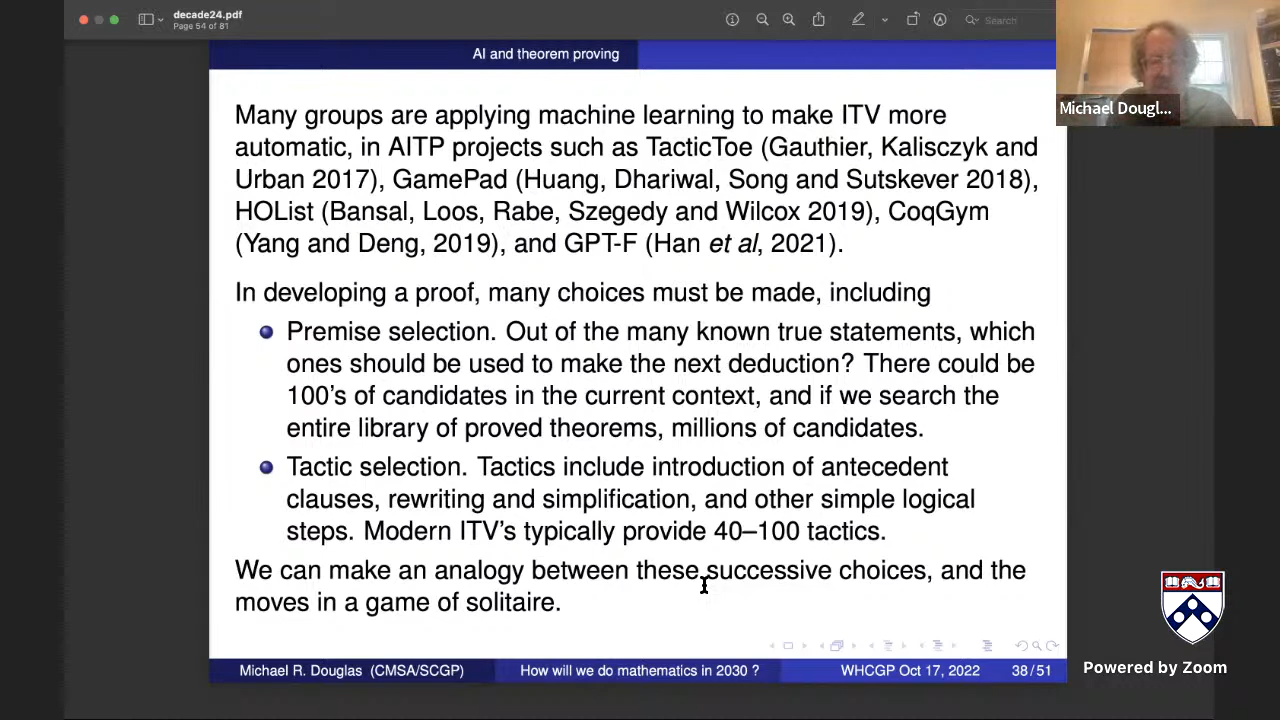 decade24.pdf
Page 54 of 81
Search
AI and theorem proving
Many groups are applying machine learning to make ITV more
automatic, in AITP projects such as TacticToe (Gauthier, Kalisczyk and
Urban 2017), GamePad (Huang, Dhariwal, Song and Sutskever 2018),
HOList (Bansal, Loos, Rabe, Szegedy and Wilcox 2019), CoqGym
(Yang and Deng, 2019), and GPT-F (Han et al, 2021).
In developing a proof, many choices must be made, including
Premise selection. Out of the many known true statements, which
ones should be used to make the next deduction? There could be
100's of candidates in the current context, and if we search the
entire library of proved theorems, millions of candidates.
Tactic selection. Tactics include introduction of antecedent
clauses, rewriting and simplification, and other simple logical
steps. Modern ITV's typically provide 40–100 tactics.
We can make an analogy between these successive choices, and the
moves in a game of solitaire.
Michael R. Douglas (CMSA/SCGP)
How will we do mathematics in 2030 ?
WHCGP Oct 17, 2022
38 / 51
Michael Dougl...
Powered by Zoom